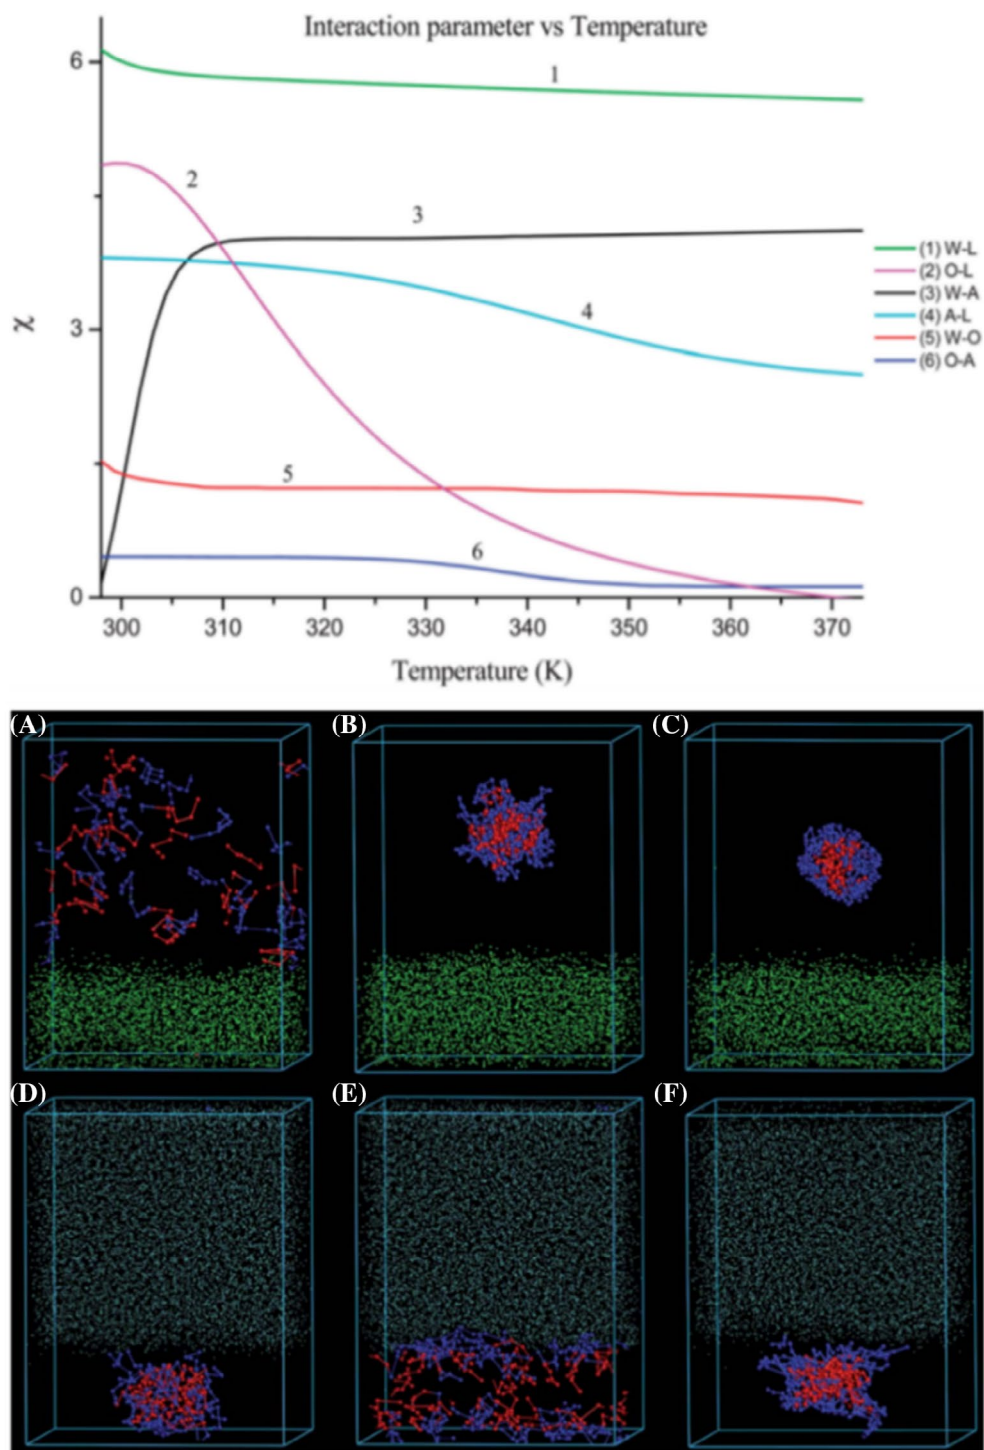 Interaction parameter vs Temperature
6
3
0
χ
1
2
3
4
5
6
(1) W-L
(2) O-L
(3) W-A
(4) A-L
(5) W-O
(6) O-A
300 310 320 330 340 350 360 370
Temperature (K)
(A) (B) (C)
(D) (E) (F)